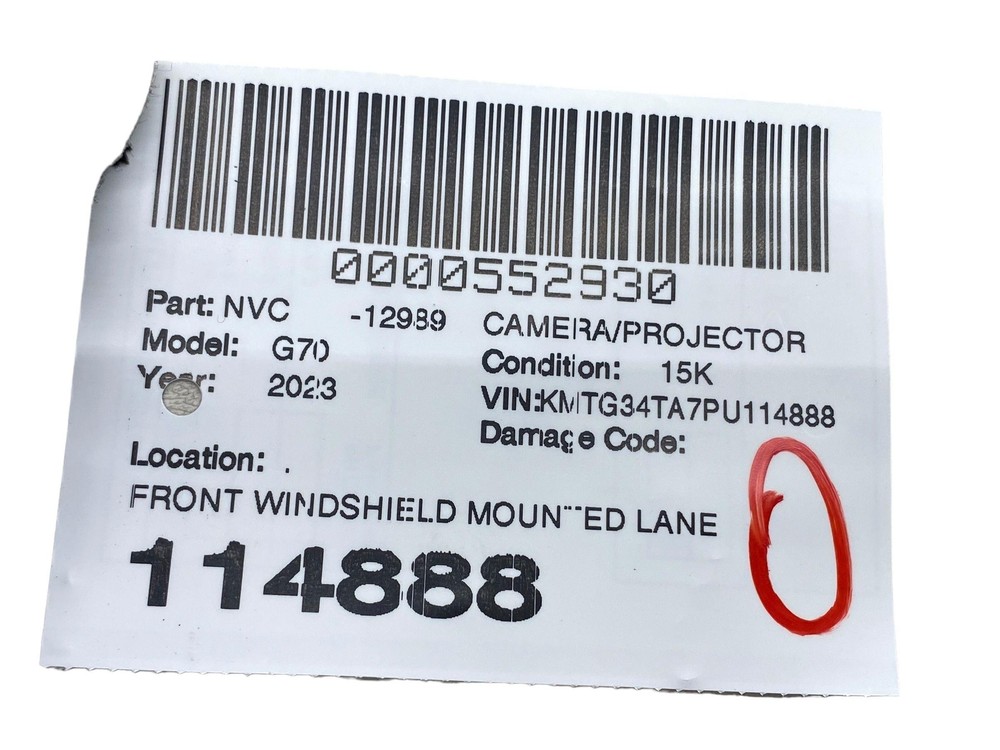 0000552930
Part: NVC -12989 CAMERA/PROJECTOR
Model: G70 Condition: 15K
Year: 2023 VIN:KMTG34TA7PU114888
Damage Code:
Location: .
FRONT WINDSHIELD MOUNTED LANE
114888
0